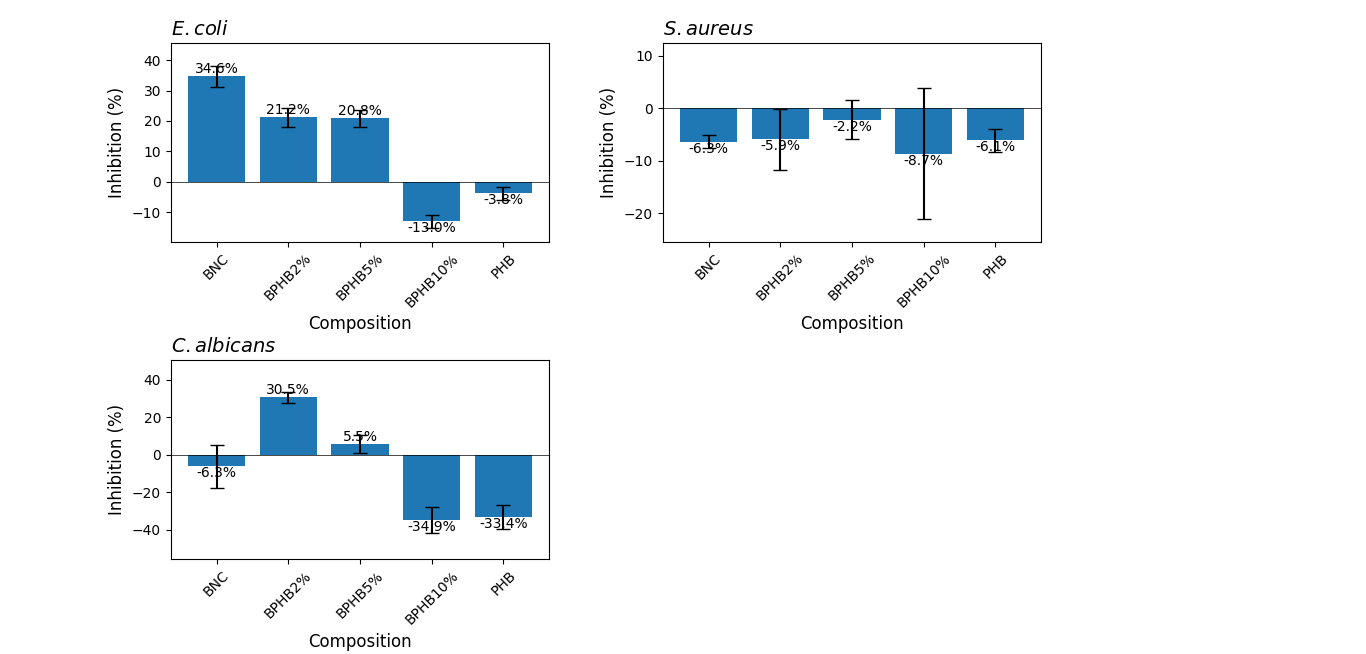 E. coli
Inhibition (%)
40
30
20
10
0
−10
34.6%
21.2%
20.8%
-13.0%
-3.8%
BNC
BPHB2%
BPHB5%
BPHB10%
PHB
Composition
S. aureus
Inhibition (%)
10
0
−10
−20
-6.3%
-5.9%
-2.2%
-8.7%
-6.1%
BNC
BPHB2%
BPHB5%
BPHB10%
PHB
Composition
C. albicans
Inhibition (%)
40
20
0
−20
−40
-6.3%
30.5%
5.5%
-34.9%
-33.4%
BNC
BPHB2%
BPHB5%
BPHB10%
PHB
Composition